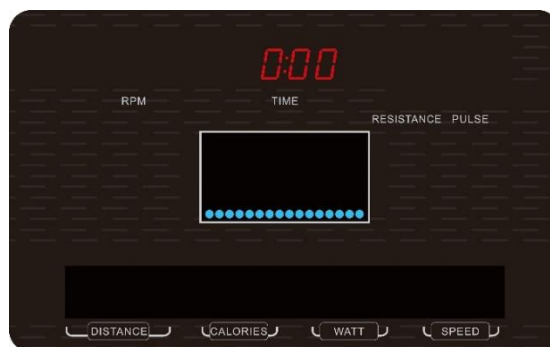 0:00
RPM TIME
RESISTANCE PULSE
DISTANCE CALORIES WATT SPEED